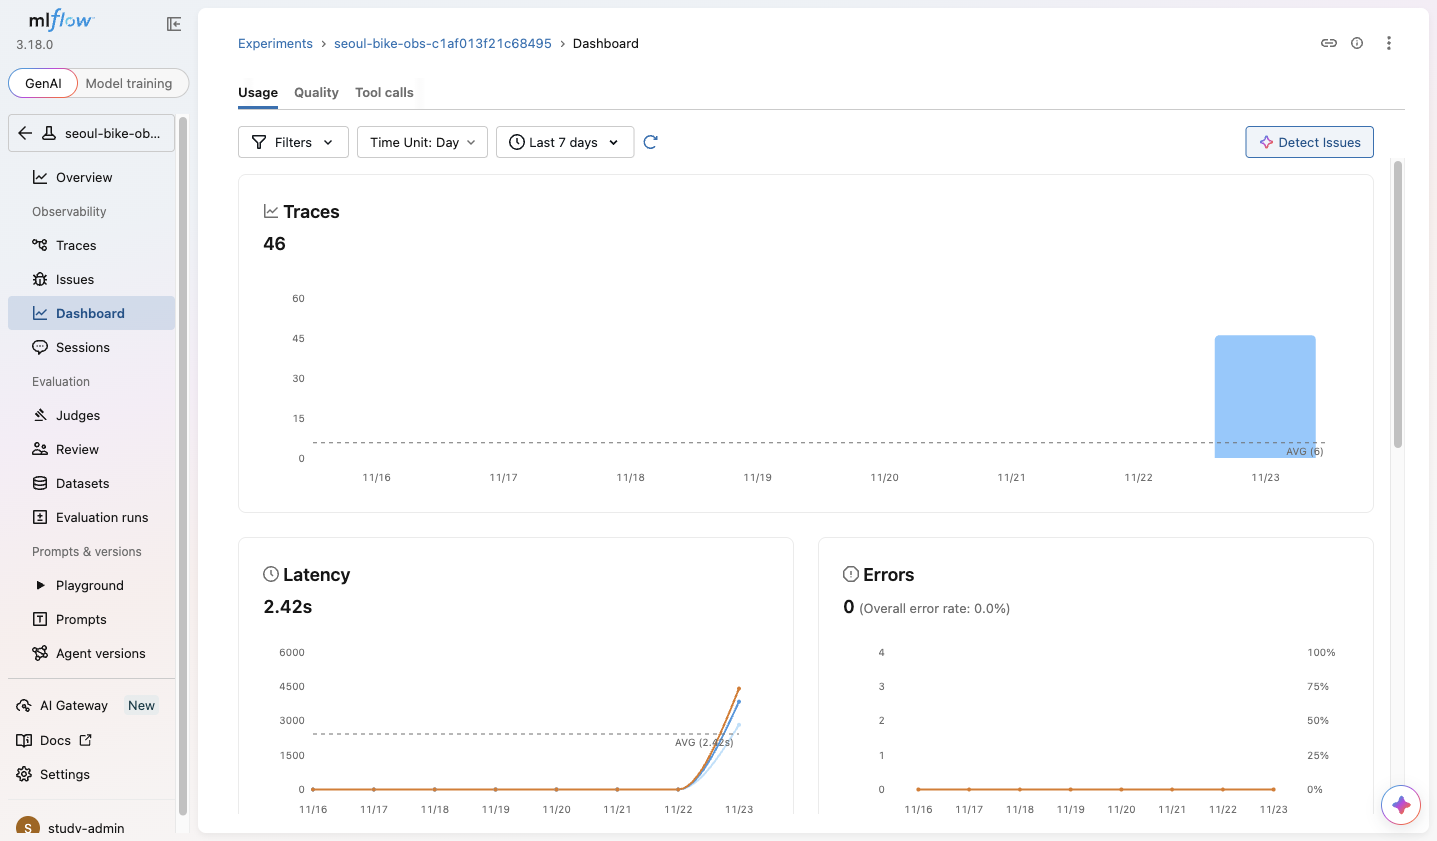 mlflow
3.18.0
GenAI
Model training
seoul-bike-ob...
Overview
Observability
Traces
Issues
Dashboard
Sessions
Evaluation
Judges
Review
Datasets
Evaluation runs
Prompts & versions
Playground
Prompts
Agent versions
AI Gateway New
Docs
Settings
S study-admin
Experiments > seoul-bike-obs-c1af013f21c68495 > Dashboard
Usage Quality Tool calls
Filters Time Unit: Day Last 7 days Detect Issues
Traces
46
60
45
30
15
0
AVG (6)
11/16 11/17 11/18 11/19 11/20 11/21 11/22 11/23
Latency
2.42s
6000
4500
3000
1500
0
AVG (2.42s)
11/16 11/17 11/18 11/19 11/20 11/21 11/22 11/23
Errors
0 (Overall error rate: 0.0%)
4 100%
3 75%
2 50%
1 25%
0 0%
11/16 11/17 11/18 11/19 11/20 11/21 11/22 11/23